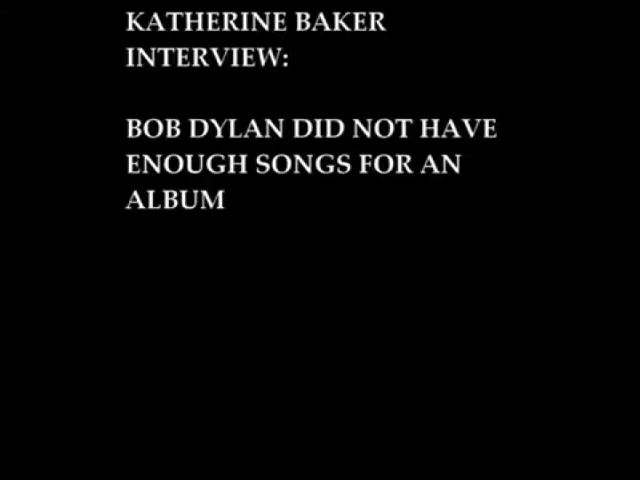 KATHERINE BAKER
INTERVIEW:
BOB DYLAN DID NOT HAVE
ENOUGH SONGS FOR AN
ALBUM